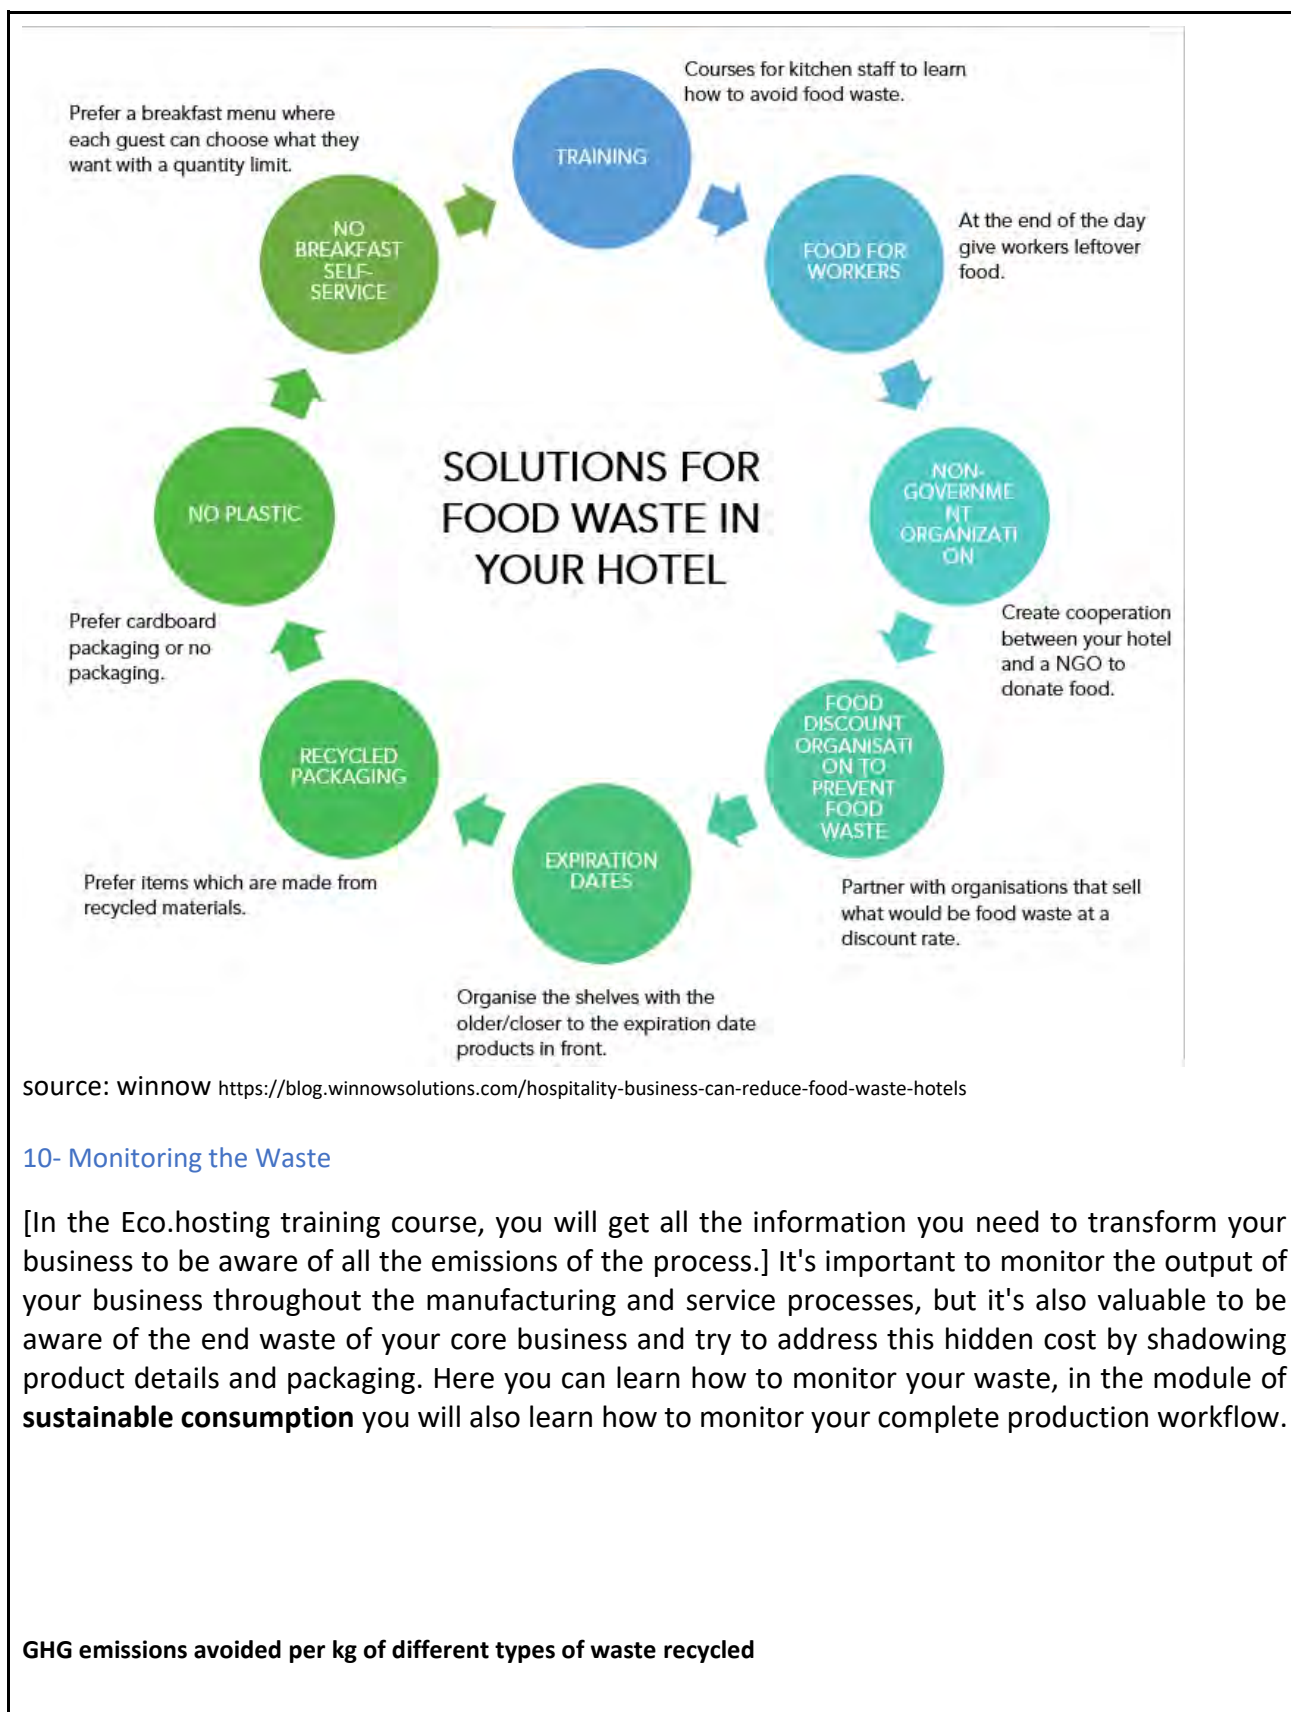 Courses for kitchen staff to learn
how to avoid food waste.
TRAINING
Prefer a breakfast menu where
each guest can choose what they
want with a quantity limit.
NO
BREAKFAST
SELF-
SERVICE
At the end of the day
give workers leftover
food.
FOOD FOR
WORKERS
SOLUTIONS FOR
FOOD WASTE IN
YOUR HOTEL
NO PLASTIC
NON-
GOVERNME
NT
ORGANIZATI
ON
Prefer cardboard
packaging or no
packaging.
Create cooperation
between your hotel
and a NGO to
donate food.
RECYCLED
PACKAGING
FOOD
DISCOUNT
ORGANISATI
ON TO
PREVENT
FOOD
WASTE
EXPIRATION
DATES
Prefer items which are made from
recycled materials.
Partner with organisations that sell
what would be food waste at a
discount rate.
Organise the shelves with the
older/closer to the expiration date
products in front.
source: winnow https://blog.winnowsolutions.com/hospitality-business-can-reduce-food-waste-hotels
10- Monitoring the Waste
[In the Eco.hosting training course, you will get all the information you need to transform your
business to be aware of all the emissions of the process.] It's important to monitor the output of
your business throughout the manufacturing and service processes, but it's also valuable to be
aware of the end waste of your core business and try to address this hidden cost by shadowing
product details and packaging. Here you can learn how to monitor your waste, in the module of
sustainable consumption you will also learn how to monitor your complete production workflow.
GHG emissions avoided per kg of different types of waste recycled